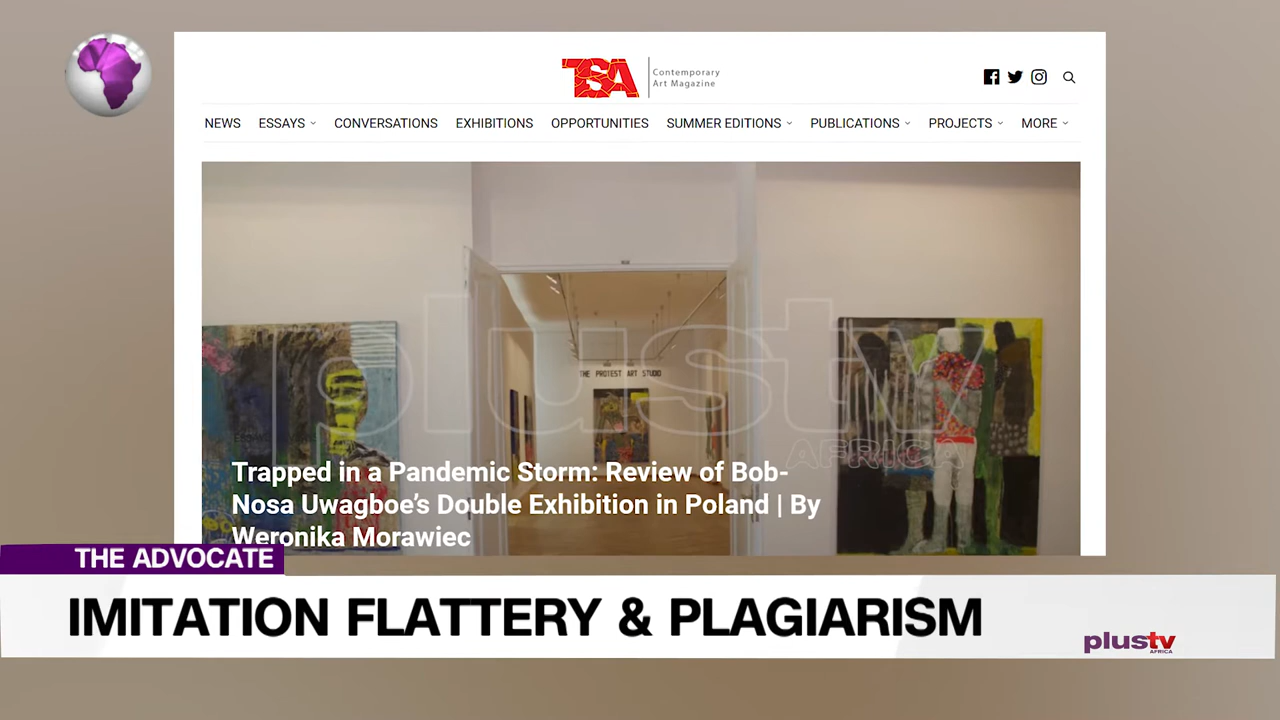 TSA
Contemporary
Art Magazine
NEWS ESSAYS CONVERSATIONS EXHIBITIONS OPPORTUNITIES SUMMER EDITIONS PUBLICATIONS PROJECTS MORE
THE PROTEST ART STUDIO
plustv
AFRICA
Trapped in a Pandemic Storm: Review of Bob-
Nosa Uwagboe’s Double Exhibition in Poland | By
Weronika Morawiec
THE ADVOCATE
IMITATION FLATTERY & PLAGIARISM
plustv
AFRICA